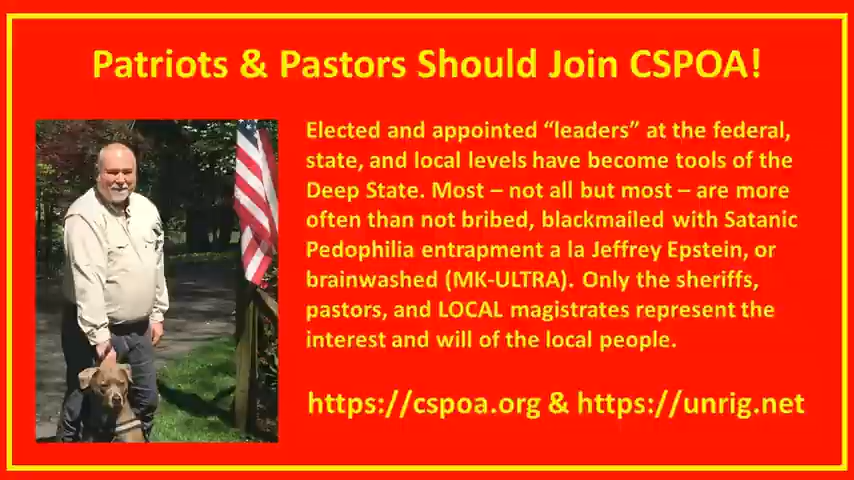 Patriots & Pastors Should Join CSPOA!
Elected and appointed “leaders” at the federal,
state, and local levels have become tools of the
Deep State. Most – not all but most – are more
often than not bribed, blackmailed with Satanic
Pedophilia entrapment a la Jeffrey Epstein, or
brainwashed (MK-ULTRA). Only the sheriffs,
pastors, and LOCAL magistrates represent the
interest and will of the local people.
https://cspoa.org & https://unrig.net